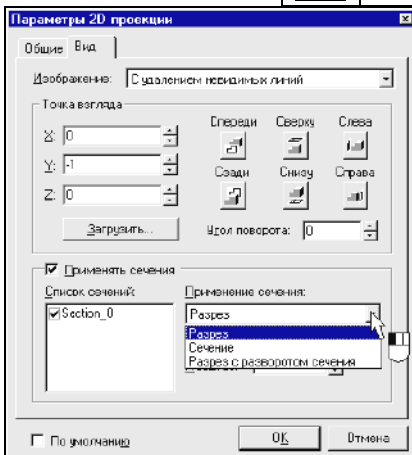 Параметры 2D проекции
Общие Вид
Изображение: С удалением невидимых линий
Точка взгляда
X: 0
Y: -1
Z: 0
Спереди Сверху Слева
Сзади Снизу Справа
Загрузить... Угол поворота: 0
Применять сечения
Список сечений: Применение сечения:
Section_0 Разрез
Разрез
Сечение
Разрез с разворотом сечения
По умолчанию OK Отмена